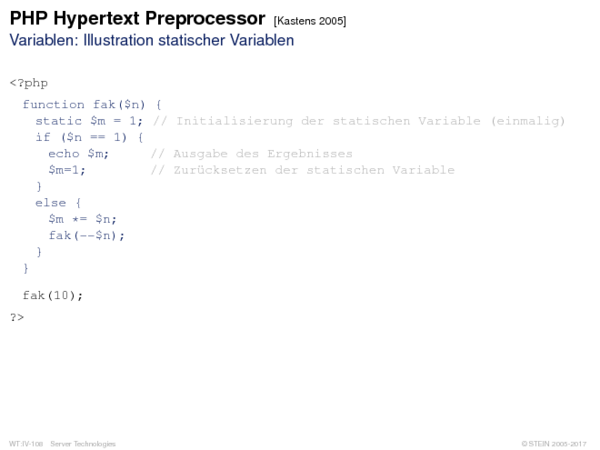 PHP Hypertext Preprocessor [Kastens 2005]
Variablen: Illustration statischer Variablen
<?php
function fak($n) {
static $m = 1; // Initialisierung der statischen Variable (einmalig)
if ($n == 1) {
echo $m; // Ausgabe des Ergebnisses
$m=1; // Zurücksetzen der statischen Variable
}
else {
$m *= $n;
fak(--$n);
}
}
fak(10);
?>
WT:IV-108 Server Technologies © STEIN 2005-2017